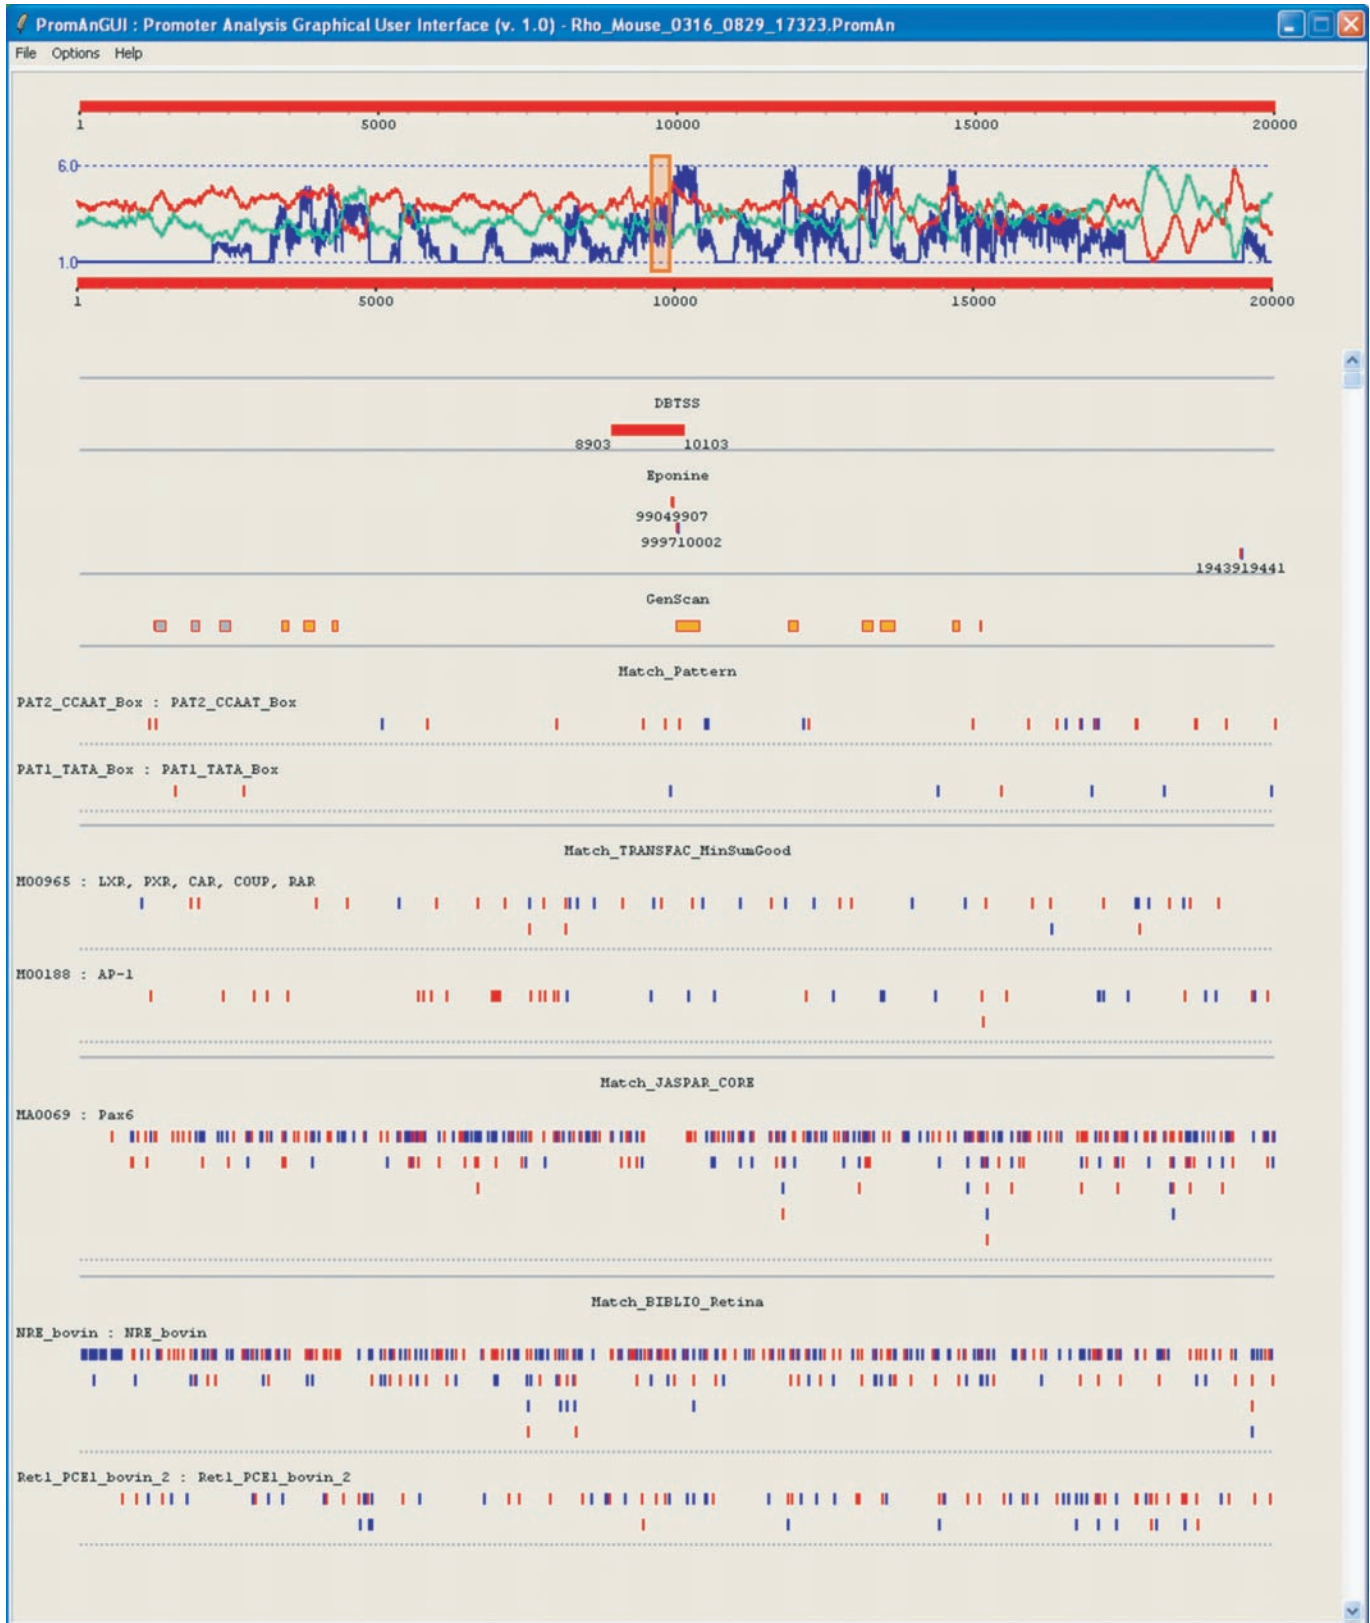 PromAnGUI : Promoter Analysis Graphical User Interface (v. 1.0) - Rho_Mouse_0316_0829_17323.PromAn
File Options Help
1 5000 10000 15000 20000
6.0
1.0
1 5000 10000 15000 20000
DBTSS
8903 10103
Eponine
99049907
999710002
1943919441
GenScan
Match_Pattern
PAT2_CCAAT_Box : PAT2_CCAAT_Box
PAT1_TATA_Box : PAT1_TATA_Box
Match_TRANSFAC_MinSumGood
M00965 : LXR, PXR, CAR, COUP, RAR
M00188 : AP-1
Match_JASPAR_CORE
MA0069 : Pax6
Match_BIBLIO_Retina
NRE_bovin : NRE_bovin
Ret1_PCE1_bovin_2 : Ret1_PCE1_bovin_2